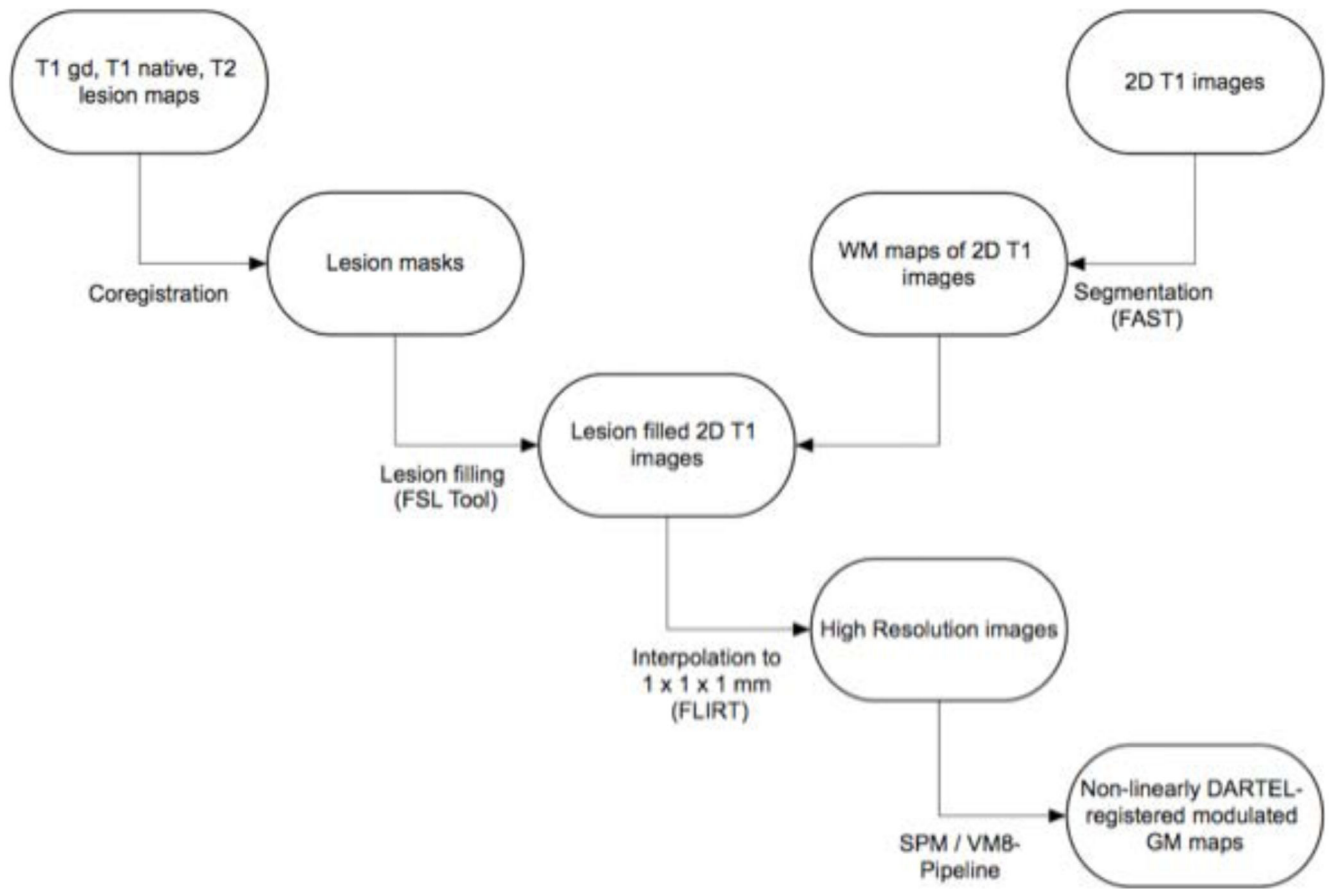 T1 gd, T1 native, T2
lesion maps
2D T1 images
Coregistration
Lesion masks
WM maps of 2D T1
images
Segmentation
(FAST)
Lesion filling
(FSL Tool)
Lesion filled 2D T1
images
Interpolation to
1 x 1 x 1 mm
(FLIRT)
High Resolution images
SPM / VM8-
Pipeline
Non-linearly DARTEL-
registered modulated
GM maps